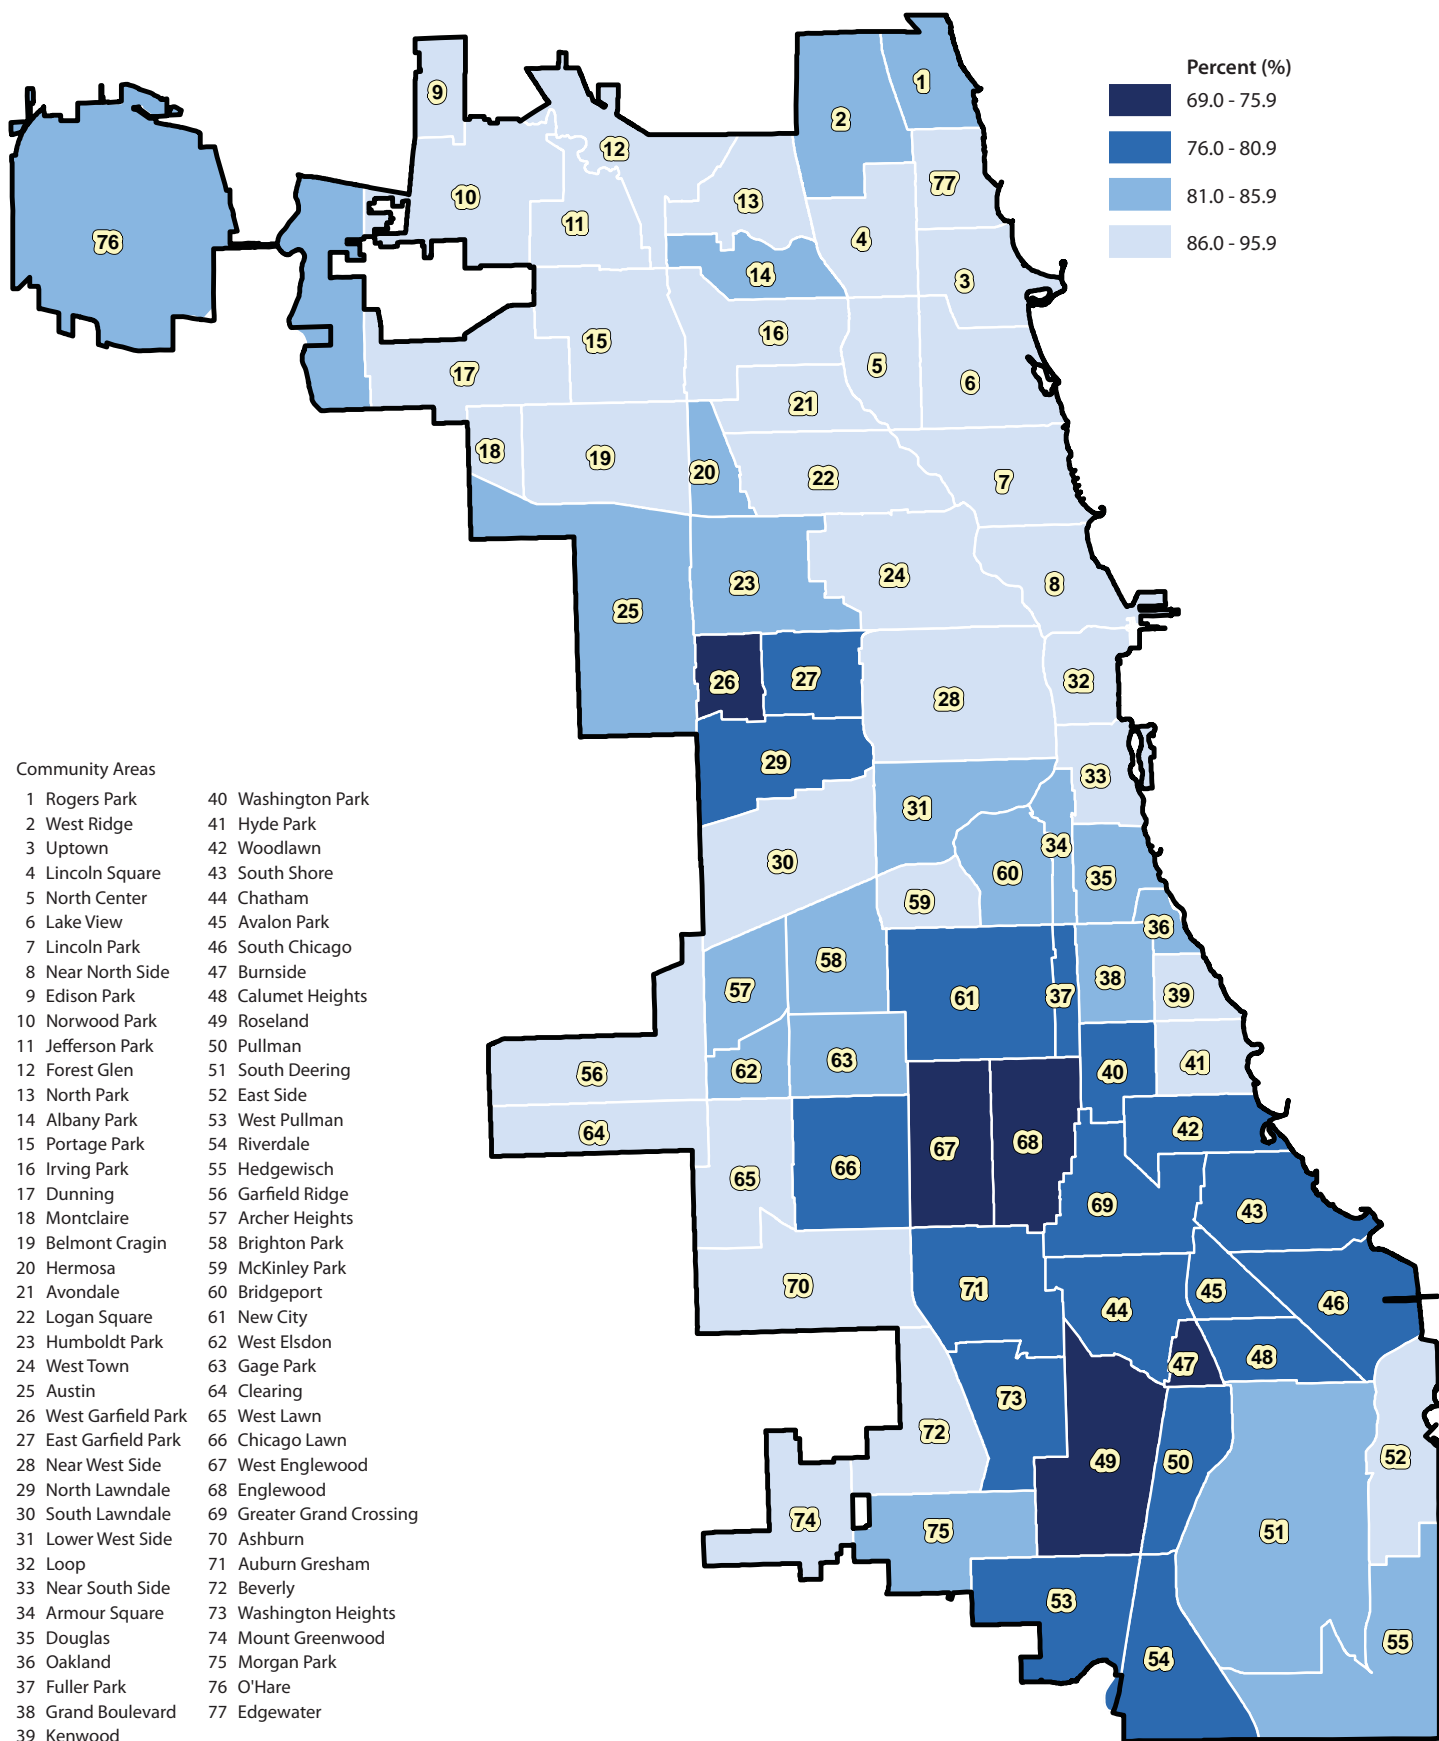 Percent (%)
69.0 - 75.9
76.0 - 80.9
81.0 - 85.9
86.0 - 95.9
1
9
2
12
77
10
13
11
4
76
14
3
16
15
5
17
6
21
18
19
20
22
7
24
23
8
25
27
26
32
28
29
33
31
34
30
60
35
59
36
58
38
57
37
39
61
63
41
62
40
56
42
64
68
67
66
65
69
43
70
71
45
46
44
48
47
73
72
52
49
50
74
75
51
53
55
54
Community Areas
1 Rogers Park
2 West Ridge
3 Uptown
4 Lincoln Square
5 North Center
6 Lake View
7 Lincoln Park
8 Near North Side
9 Edison Park
10 Norwood Park
11 Jefferson Park
12 Forest Glen
13 North Park
14 Albany Park
15 Portage Park
16 Irving Park
17 Dunning
18 Montclaire
19 Belmont Cragin
20 Hermosa
21 Avondale
22 Logan Square
23 Humboldt Park
24 West Town
25 Austin
26 West Garfield Park
27 East Garfield Park
28 Near West Side
29 North Lawndale
30 South Lawndale
31 Lower West Side
32 Loop
33 Near South Side
34 Armour Square
35 Douglas
36 Oakland
37 Fuller Park
38 Grand Boulevard
39 Kenwood
40 Washington Park
41 Hyde Park
42 Woodlawn
43 South Shore
44 Chatham
45 Avalon Park
46 South Chicago
47 Burnside
48 Calumet Heights
49 Roseland
50 Pullman
51 South Deering
52 East Side
53 West Pullman
54 Riverdale
55 Hedgewisch
56 Garfield Ridge
57 Archer Heights
58 Brighton Park
59 McKinley Park
60 Bridgeport
61 New City
62 West Elsdon
63 Gage Park
64 Clearing
65 West Lawn
66 Chicago Lawn
67 West Englewood
68 Englewood
69 Greater Grand Crossing
70 Ashburn
71 Auburn Gresham
72 Beverly
73 Washington Heights
74 Mount Greenwood
75 Morgan Park
76 O'Hare
77 Edgewater